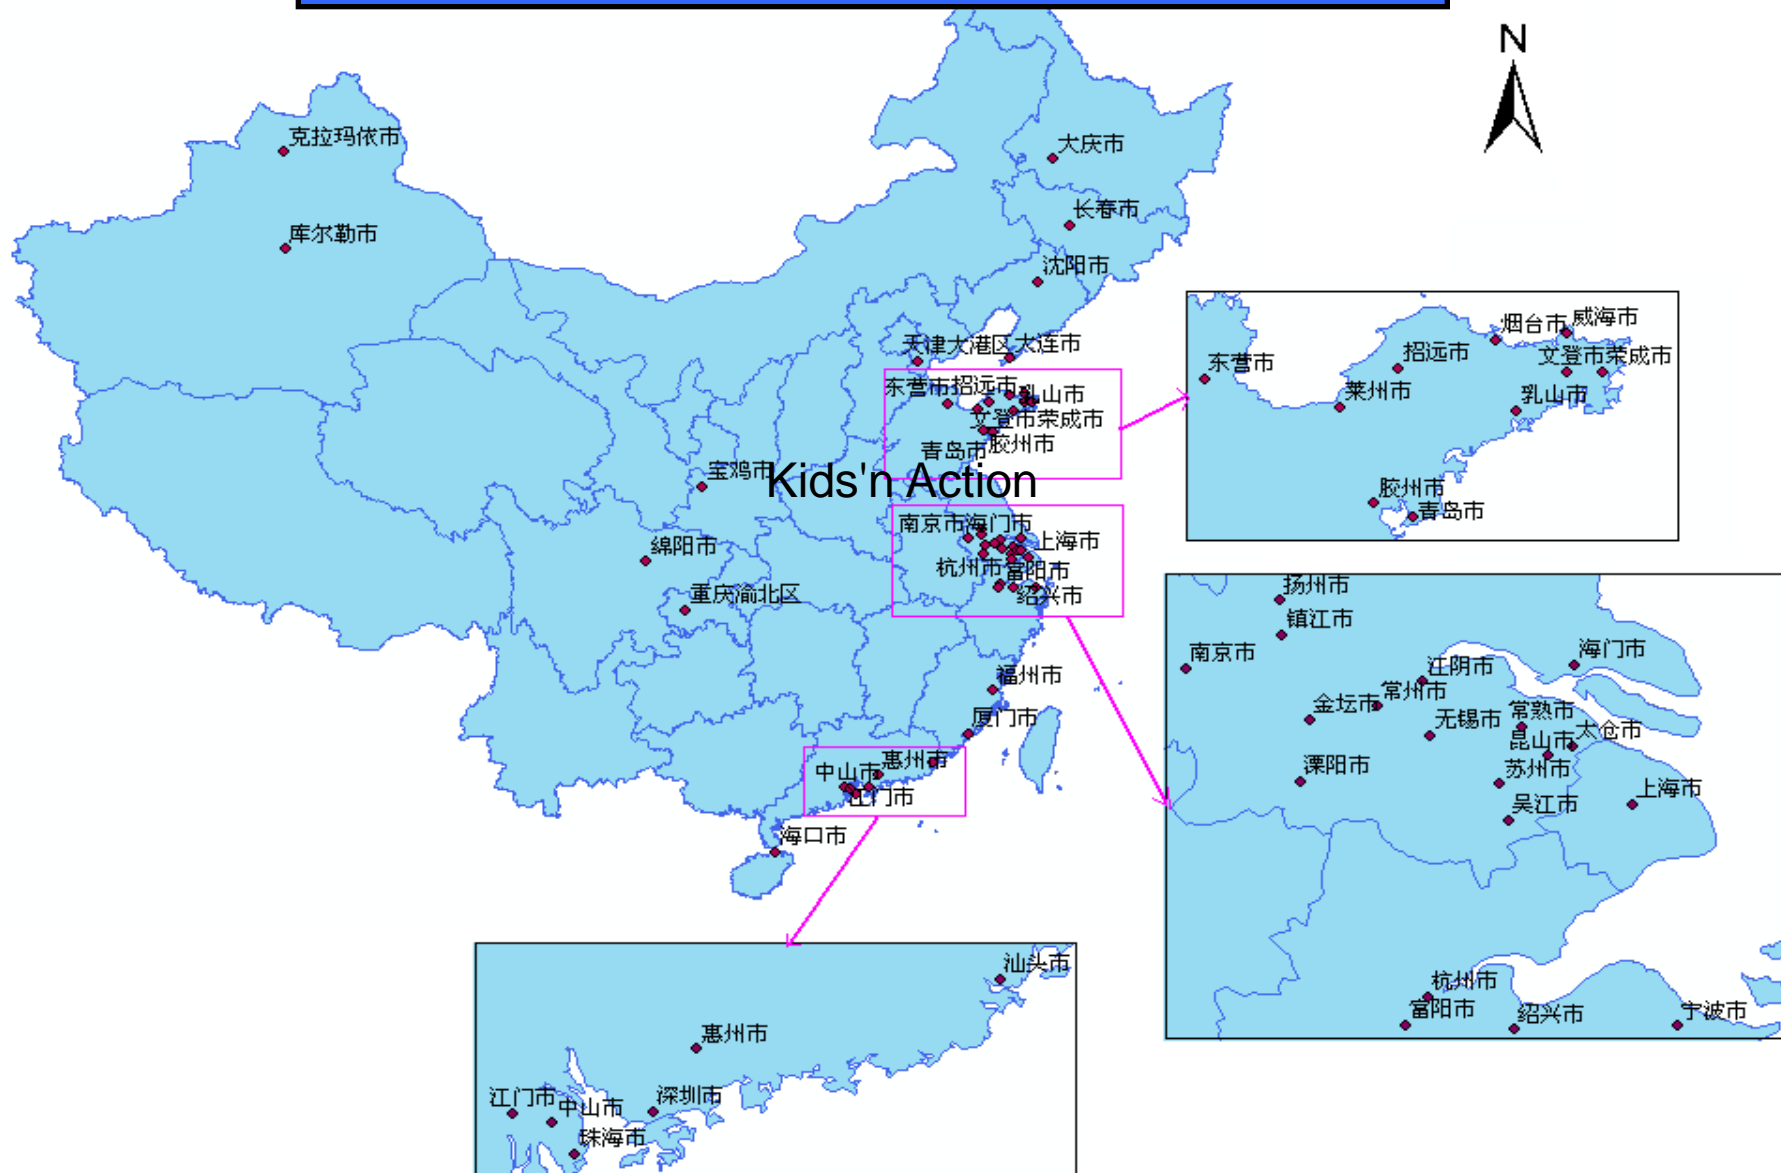 N
克拉玛依市
大庆市
长春市
库尔勒市
沈阳市
天津大港区
大连市
东营市
招远市
乳山市
文登市
荣成市
胶州市
青岛市
宝鸡市
Kids'n Action
南京市
海门市
上海市
绵阳市
杭州市
富阳市
绍兴市
重庆渝北区
福州市
厦门市
惠州市
中山市
江门市
海口市
烟台市
威海市
东营市
招远市
文登市
荣成市
莱州市
乳山市
胶州市
青岛市
扬州市
镇江市
南京市
海门市
江阴市
常州市
金坛市
无锡市
常熟市
太仓市
昆山市
溧阳市
苏州市
上海市
吴江市
杭州市
富阳市
绍兴市
宁波市
汕头市
惠州市
江门市
中山市
深圳市
珠海市